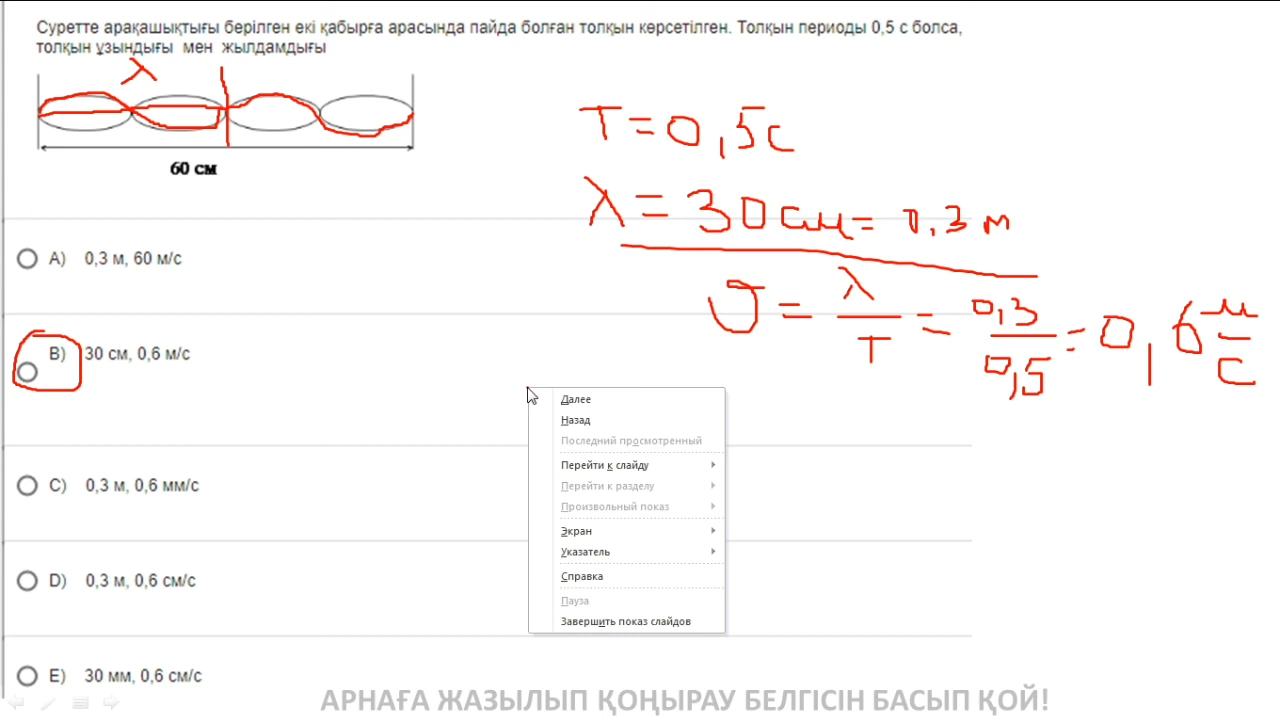 Суретте арақашықтығы берілген екі қабырға арасында пайда болған толқын көрсетілген. Толқын периоды 0,5 с болса,
толқын ұзындығы мен жылдамдығы
λ
60 см
T = 0,5с
λ = 30 см = 0,3 м
υ = λ/T = 0,3/0,5 = 0,6 м/с
A) 0,3 м, 60 м/с
B) 30 см, 0,6 м/с
C) 0,3 м, 0,6 мм/с
D) 0,3 м, 0,6 см/с
E) 30 мм, 0,6 см/с
Далее
Назад
Последний просмотренный
Перейти к слайду
Перейти к разделу
Произвольный показ
Экран
Указатель
Справка
Пауза
Завершить показ слайдов
АРНАҒА ЖАЗЫЛЫП ҚОҢЫРАУ БЕЛГІСІН БАСЫП ҚОЙ!